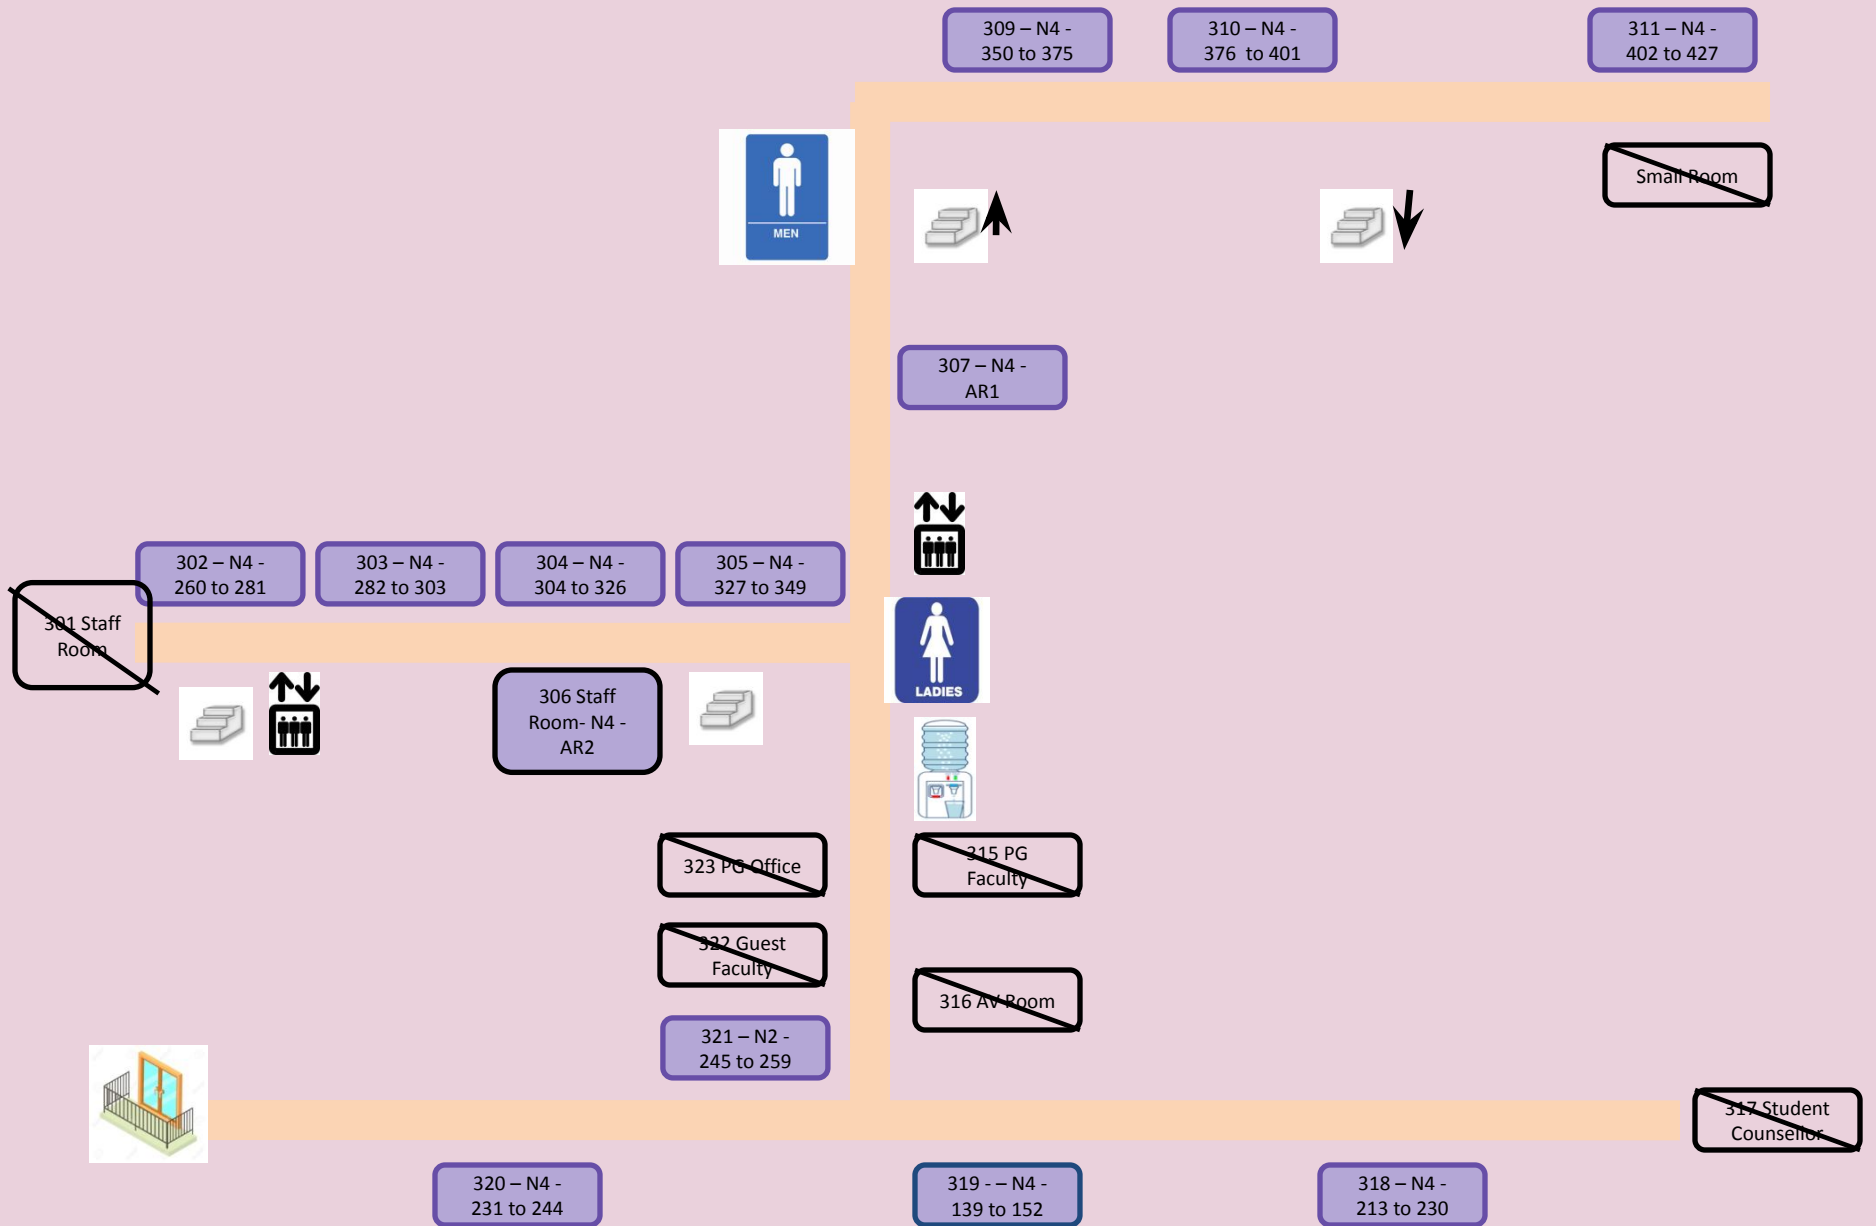 309 – N4 -
350 to 375
310 – N4 -
376 to 401
311 – N4 -
402 to 427
MEN
Small Room
307 – N4 -
AR1
302 – N4 -
260 to 281
303 – N4 -
282 to 303
304 – N4 -
304 to 326
305 – N4 -
327 to 349
301 Staff
Room
LADIES
306 Staff
Room- N4 -
AR2
323 PG Office
315 PG
Faculty
322 Guest
Faculty
316 AV Room
321 – N2 -
245 to 259
317 Student
Counsellor
320 – N4 -
231 to 244
319 - – N4 -
139 to 152
318 – N4 -
213 to 230